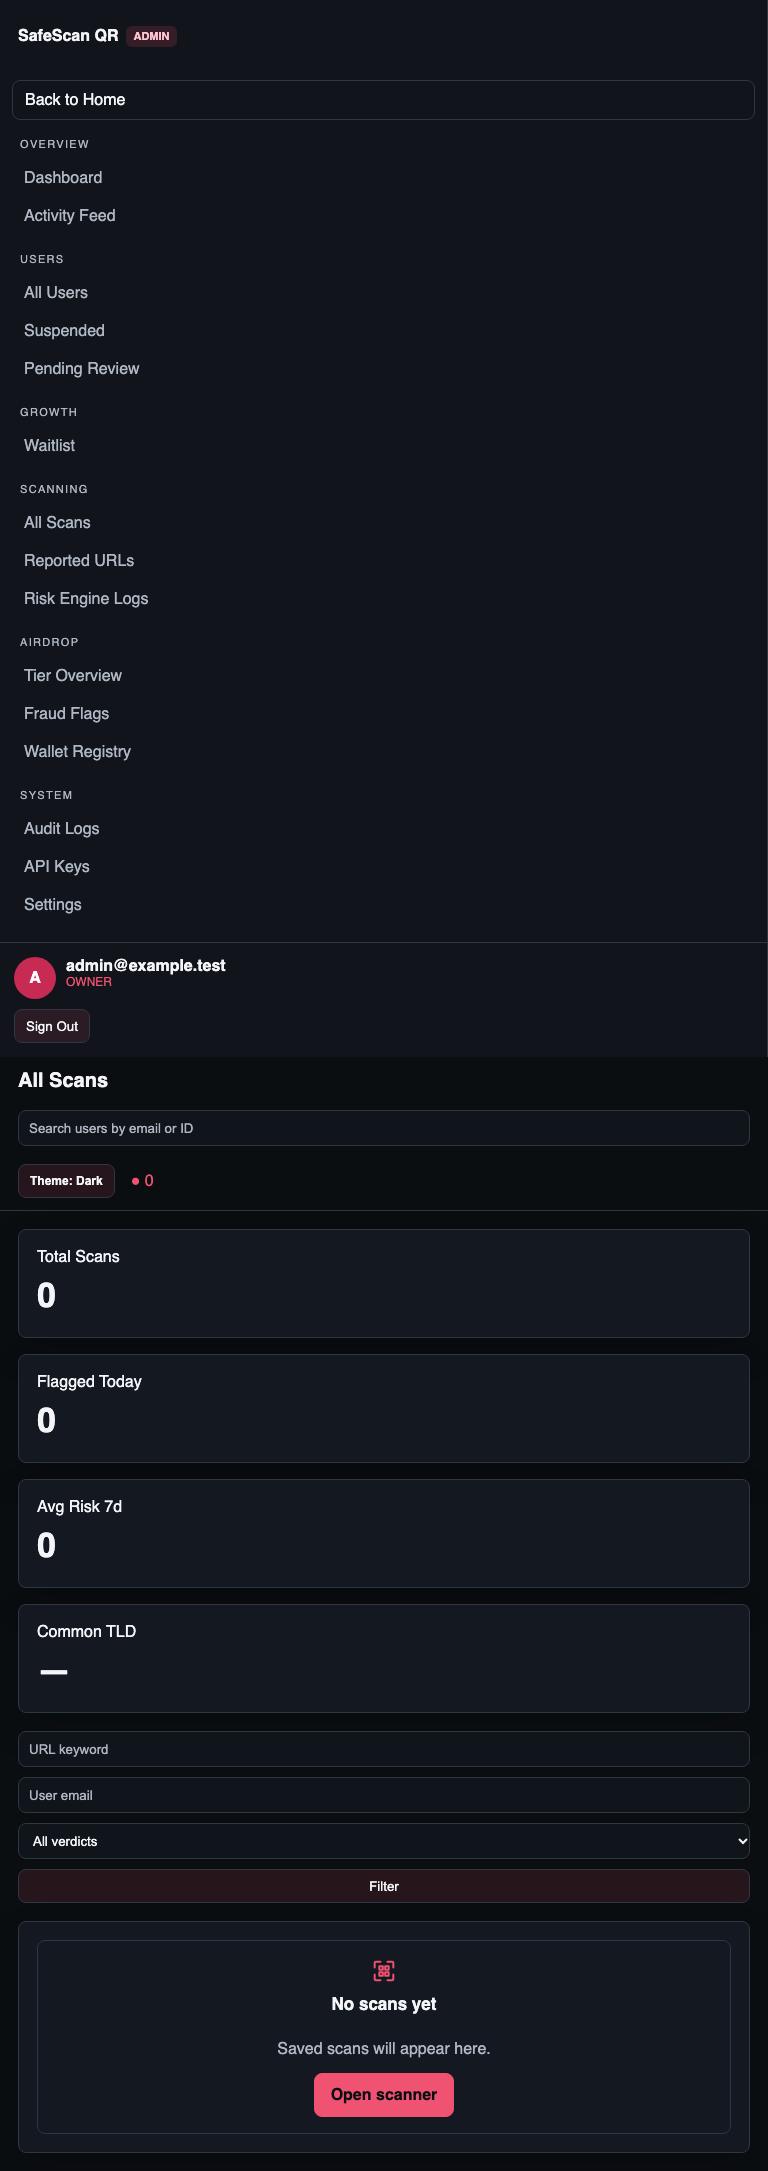 SafeScan QR ADMIN
Back to Home
OVERVIEW
Dashboard
Activity Feed
USERS
All Users
Suspended
Pending Review
GROWTH
Waitlist
SCANNING
All Scans
Reported URLs
Risk Engine Logs
AIRDROP
Tier Overview
Fraud Flags
Wallet Registry
SYSTEM
Audit Logs
API Keys
Settings
A admin@example.test
OWNER
Sign Out
All Scans
Search users by email or ID
Theme: Dark 0
Total Scans
0
Flagged Today
0
Avg Risk 7d
0
Common TLD
—
URL keyword
User email
All verdicts
Filter
No scans yet
Saved scans will appear here.
Open scanner